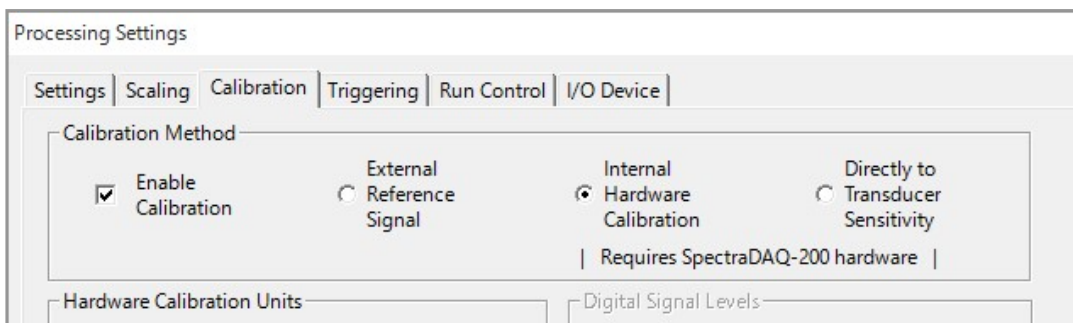 Processing Settings
Settings Scaling Calibration Triggering Run Control I/O Device
Calibration Method
Enable
Calibration
External
Reference
Signal
Internal
Hardware
Calibration
Directly to
Transducer
Sensitivity
| Requires SpectraDAQ-200 hardware |
Hardware Calibration Units
Digital Signal Levels